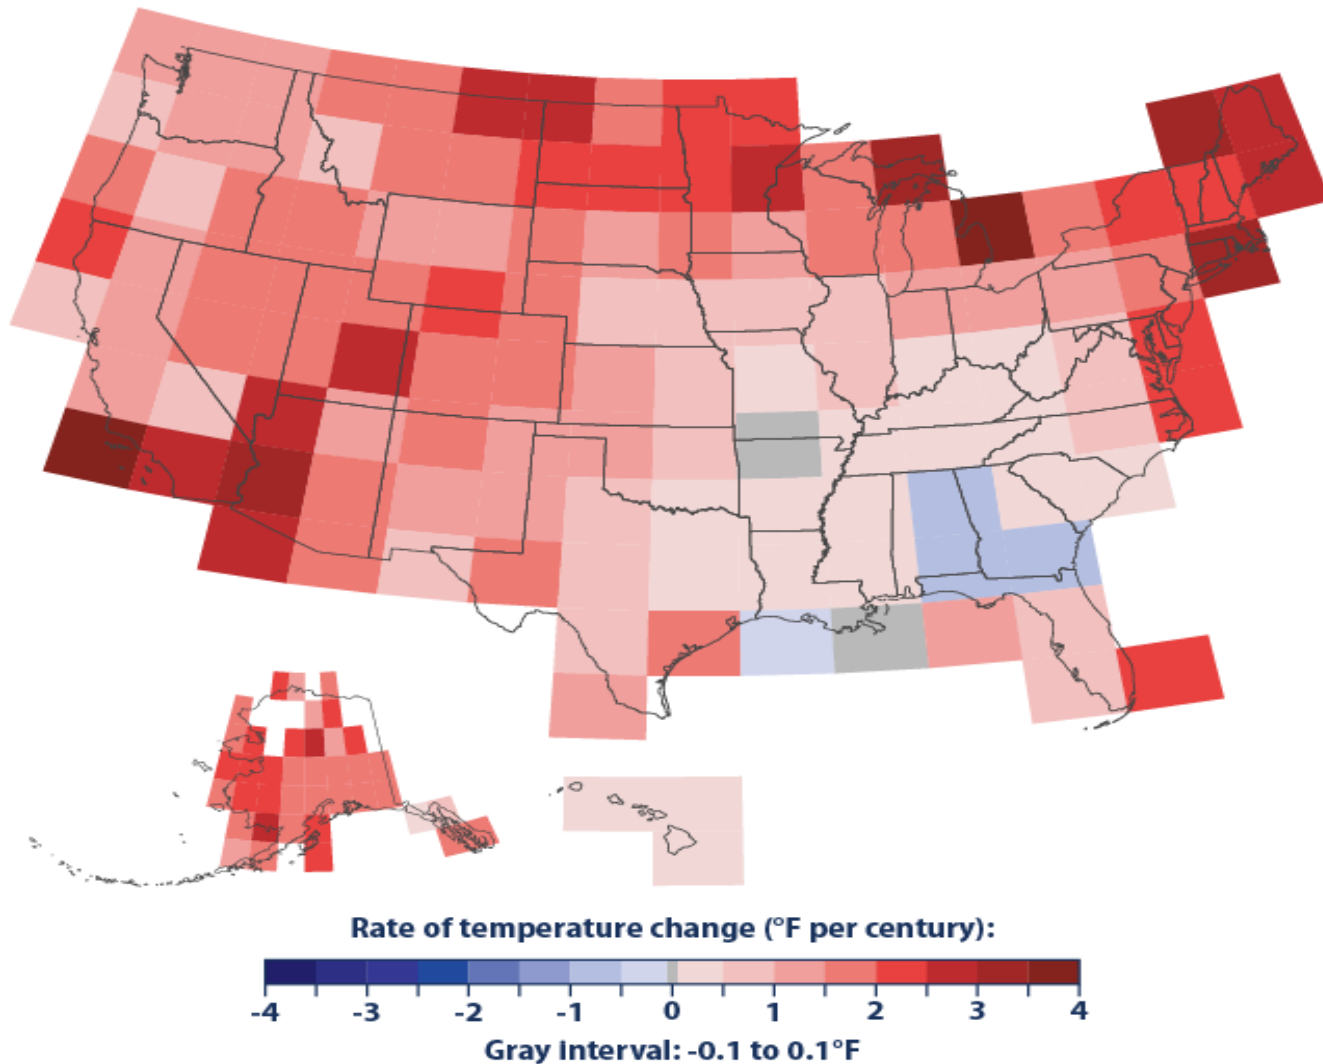 Rate of temperature change (°F per century):
-4 -3 -2 -1 0 1 2 3 4
Gray interval: -0.1 to 0.1°F